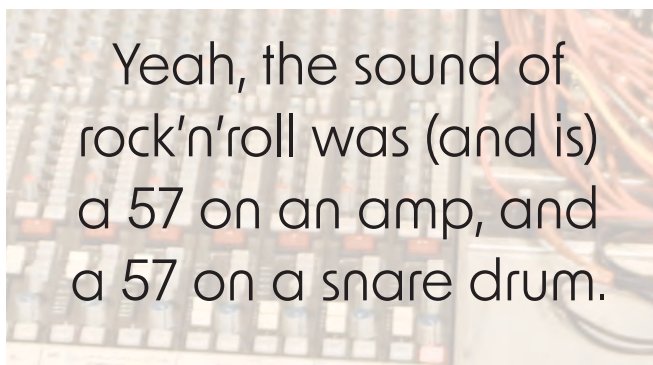 Yeah, the sound of
rock'n'roll was (and is)
a 57 on an amp, and
a 57 on a snare drum.